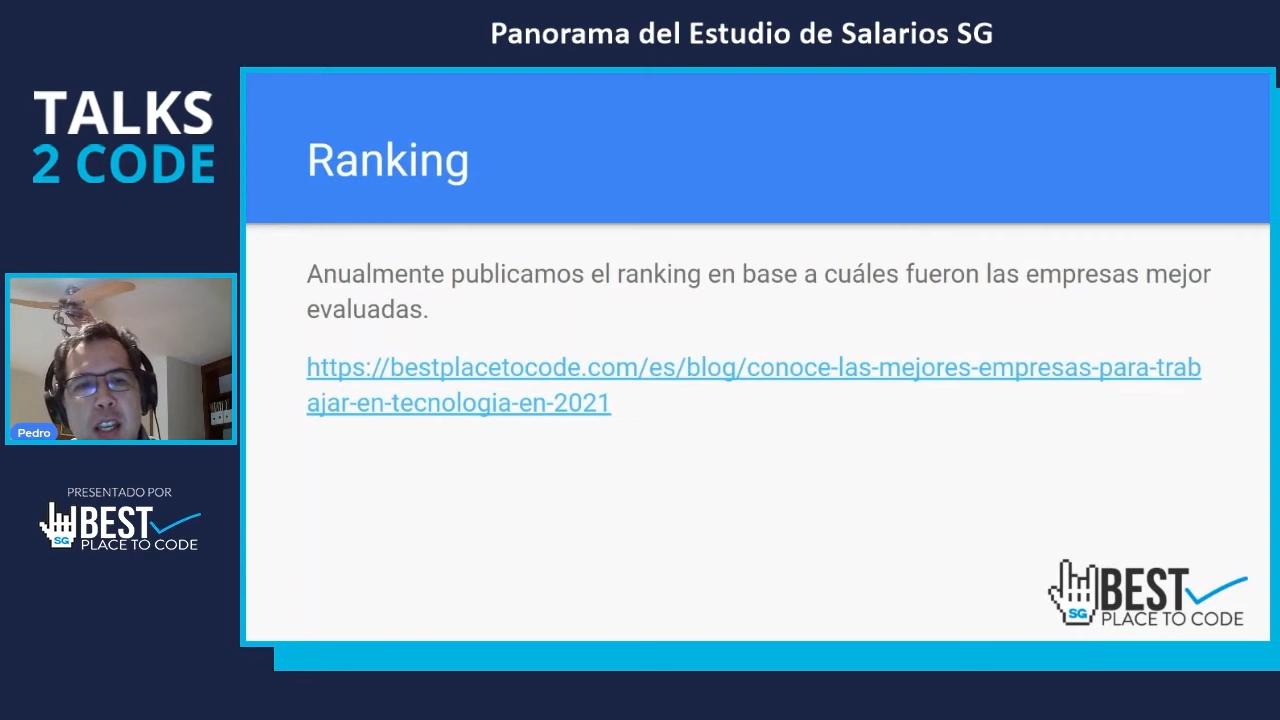 Panorama del Estudio de Salarios SG
TALKS
2 CODE
Ranking
Anualmente publicamos el ranking en base a cuáles fueron las empresas mejor
evaluadas.
https://bestplacetocode.com/es/blog/conoce-las-mejores-empresas-para-trab
ajar-en-tecnologia-en-2021
Pedro
PRESENTADO POR
SG BEST
PLACE TO CODE
SG BEST
PLACE TO CODE